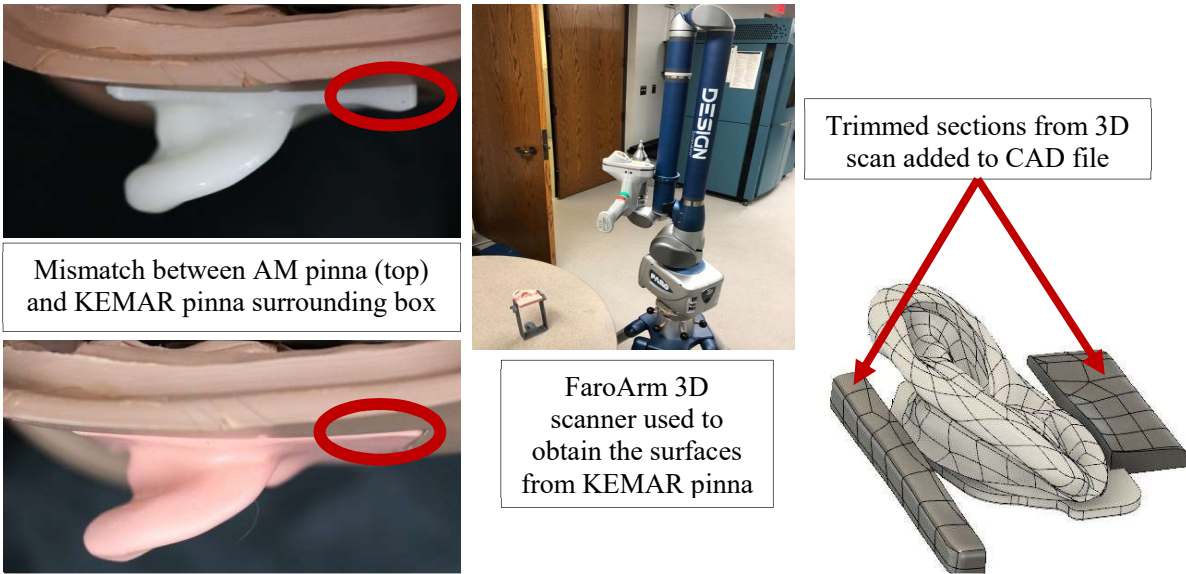 Mismatch between AM pinna (top)
and KEMAR pinna surrounding box
DESIGN
FARO
FaroArm 3D
scanner used to
obtain the surfaces
from KEMAR pinna
Trimmed sections from 3D
scan added to CAD file